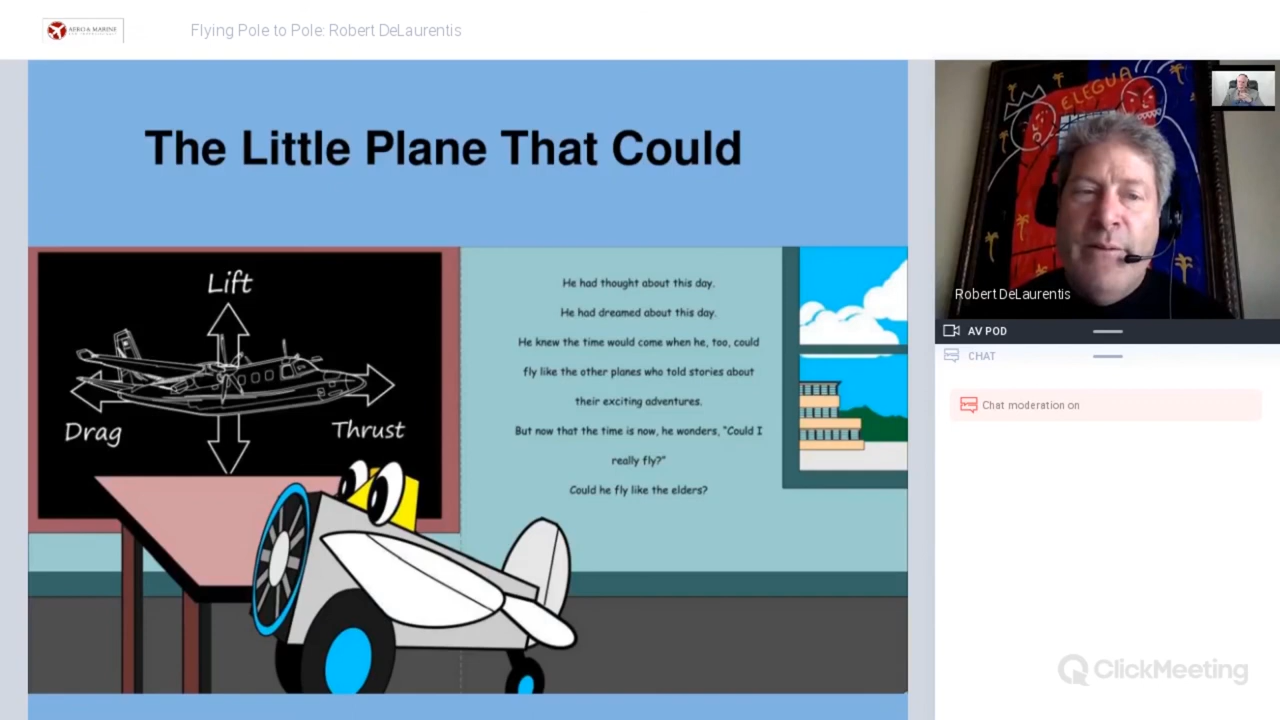 AERO & MARINE
Flying Pole to Pole: Robert DeLaurentis
The Little Plane That Could
Lift
Drag
Thrust
He had thought about this day.
He had dreamed about this day.
He knew the time would come when he, too, could
fly like the other planes who told stories about
their exciting adventures.
But now that the time is now, he wonders, "Could I
really fly?"
Could he fly like the elders?
ELEGUA
Robert DeLaurentis
AV POD
CHAT
Chat moderation on
ClickMeeting